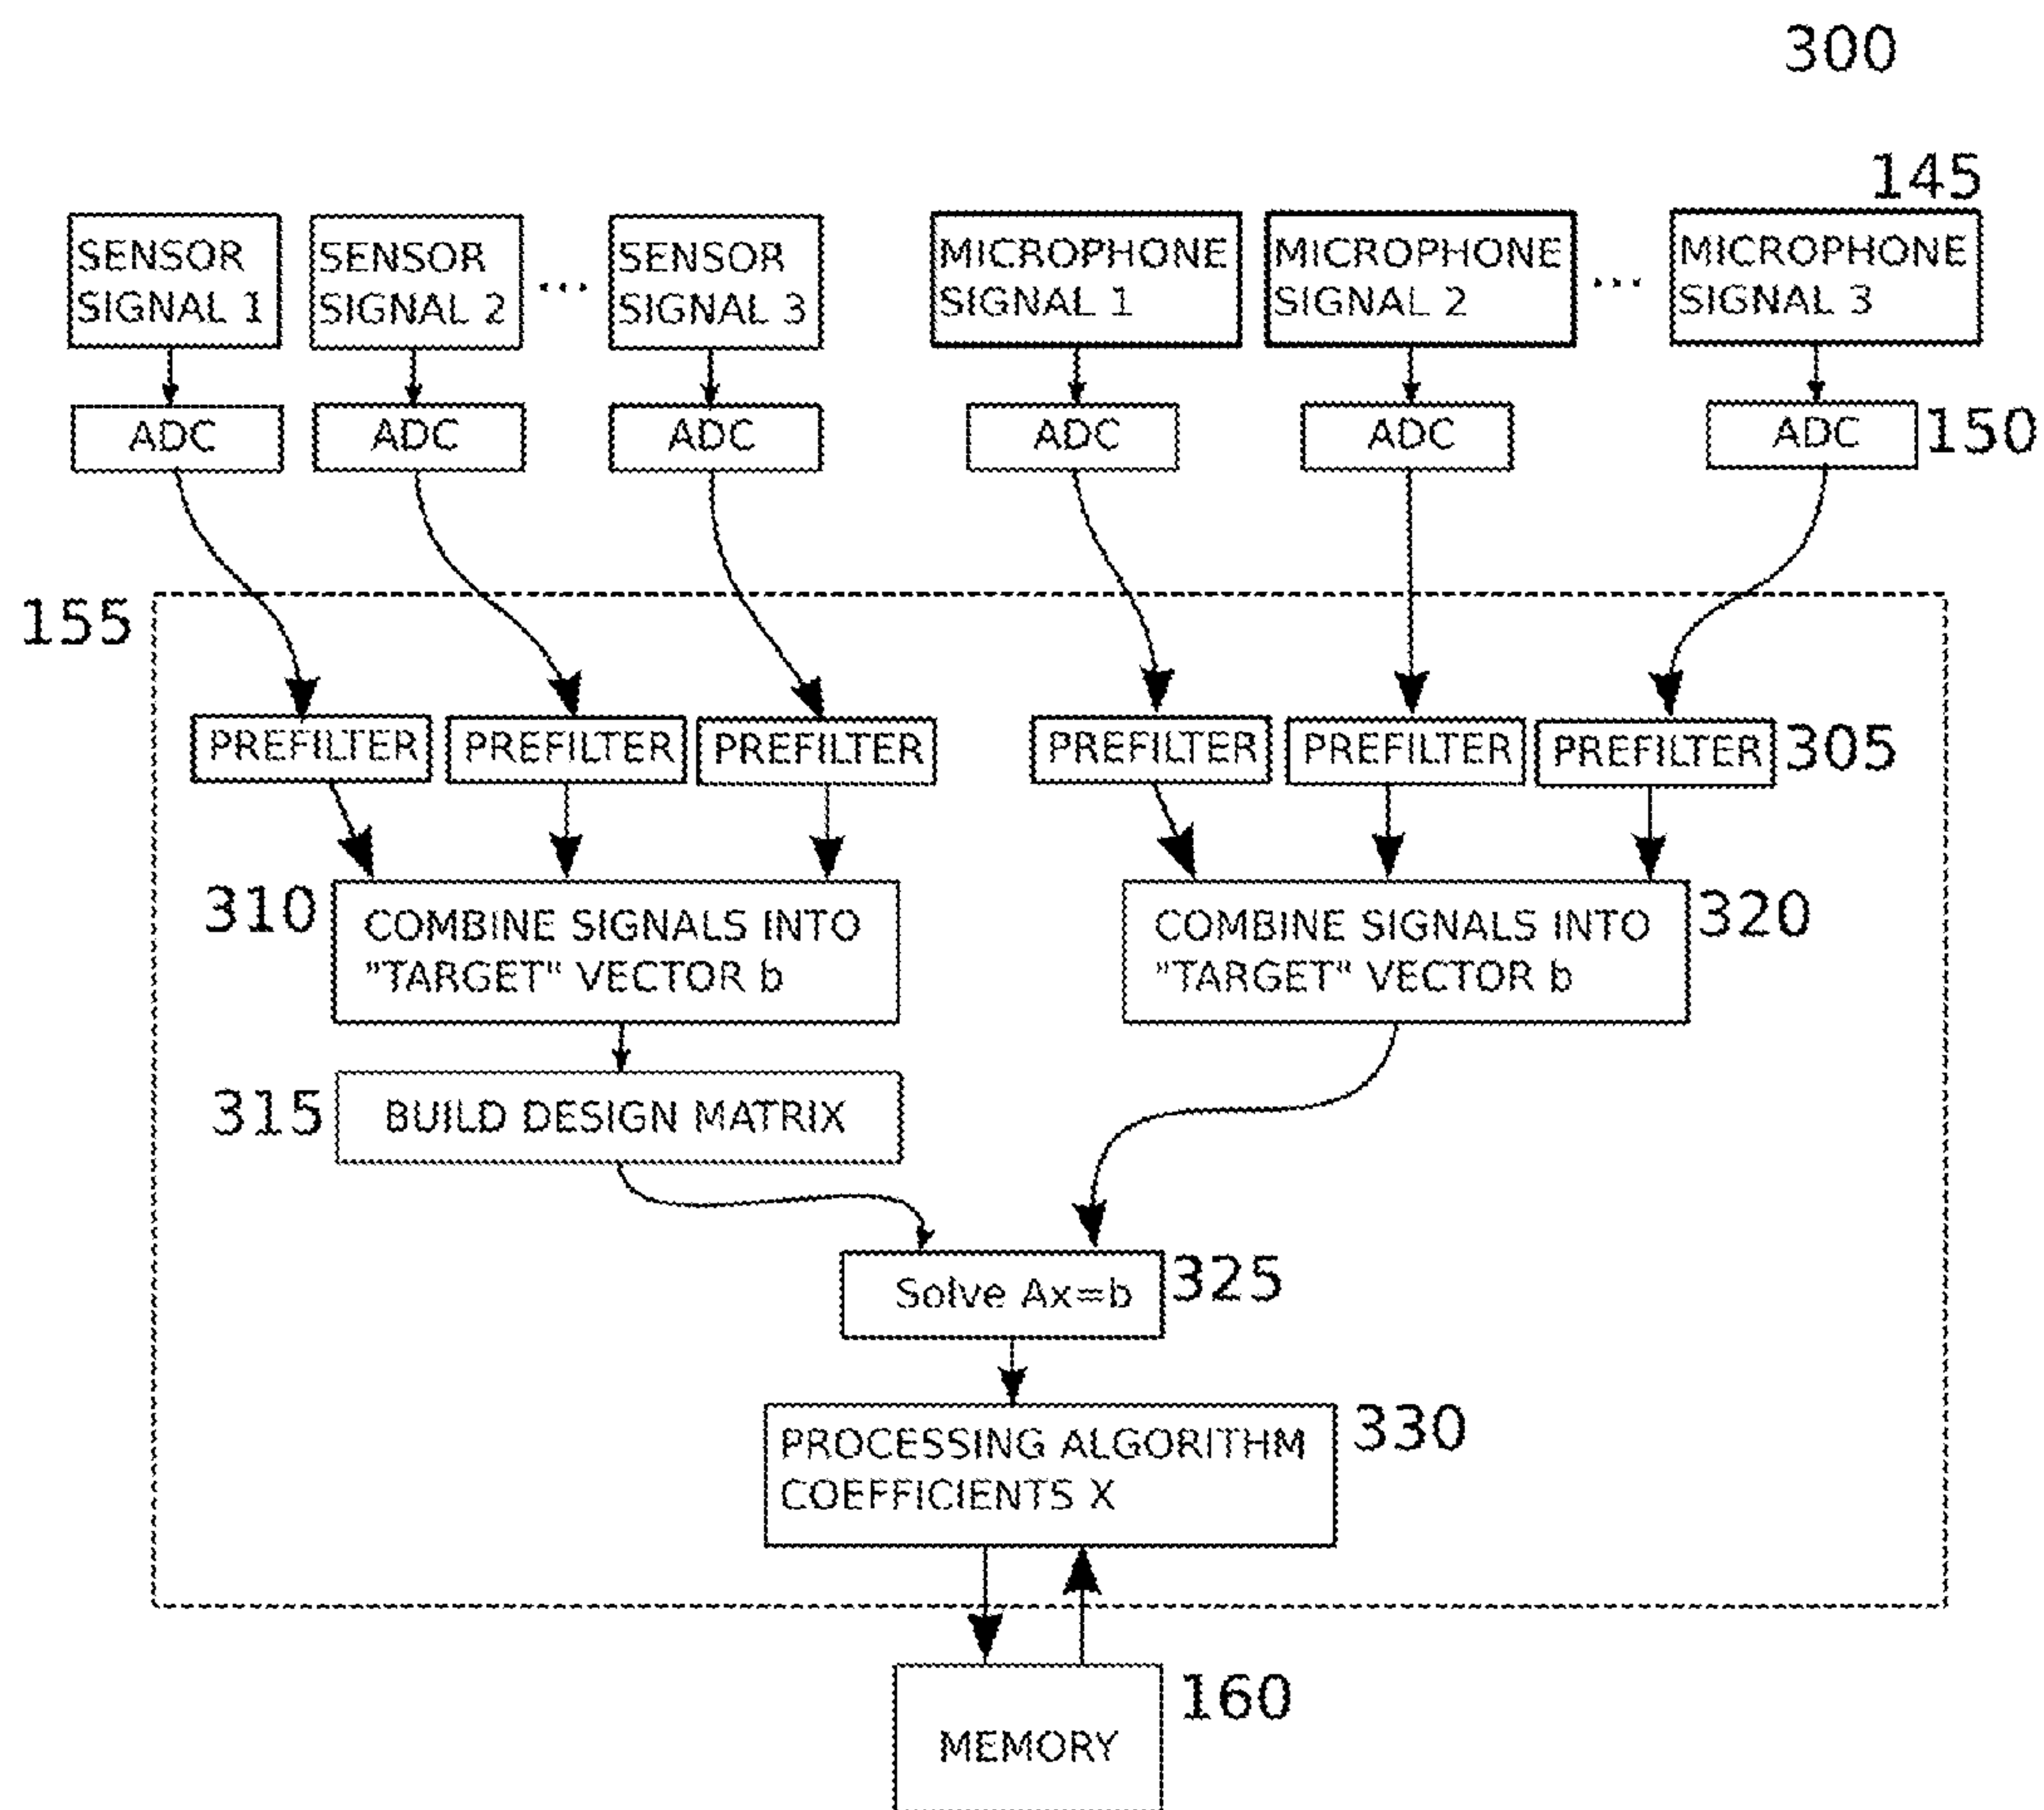 300
145
SENSOR
SIGNAL 1
SENSOR
SIGNAL 2
...
SENSOR
SIGNAL 3
MICROPHONE
SIGNAL 1
MICROPHONE
SIGNAL 2
...
MICROPHONE
SIGNAL 3
ADC
ADC
ADC
ADC
ADC
ADC
150
155
PREFILTER
PREFILTER
PREFILTER
PREFILTER
PREFILTER
PREFILTER
305
310
COMBINE SIGNALS INTO
"TARGET" VECTOR b
COMBINE SIGNALS INTO
"TARGET" VECTOR b
320
315
BUILD DESIGN MATRIX
Solve Ax=b
325
PROCESSING ALGORITHM
COEFFICIENTS X
330
160
MEMORY